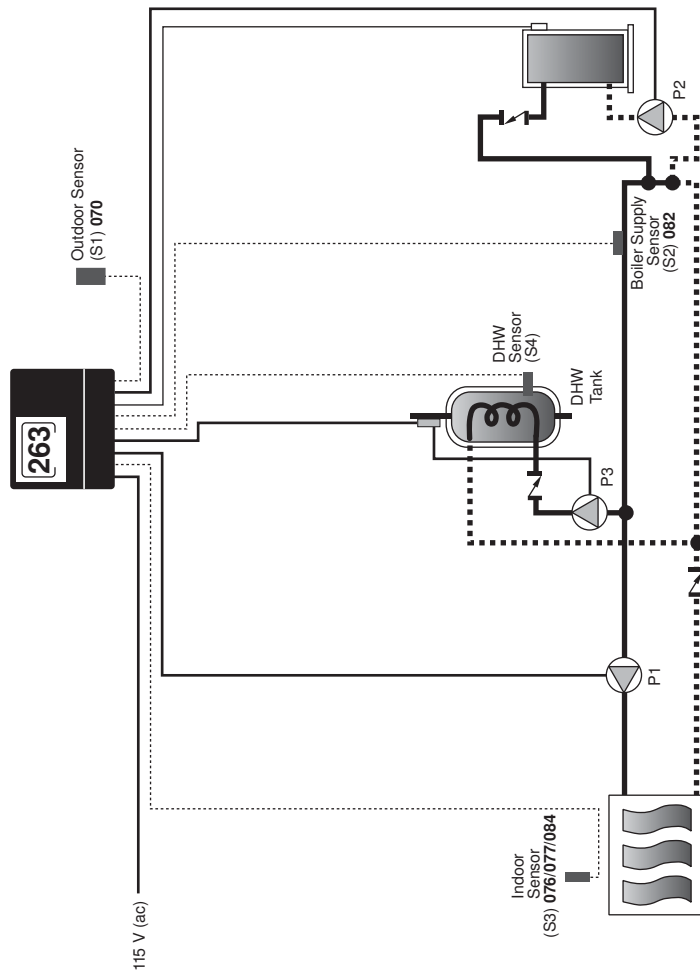 263
Outdoor Sensor
(S1) 070
DHW
Sensor
(S4)
DHW
Tank
Boiler Supply
Sensor
(S2) 082
P2
P3
P1
Indoor
Sensor
(S3) 076/077/084
115 V (ac)